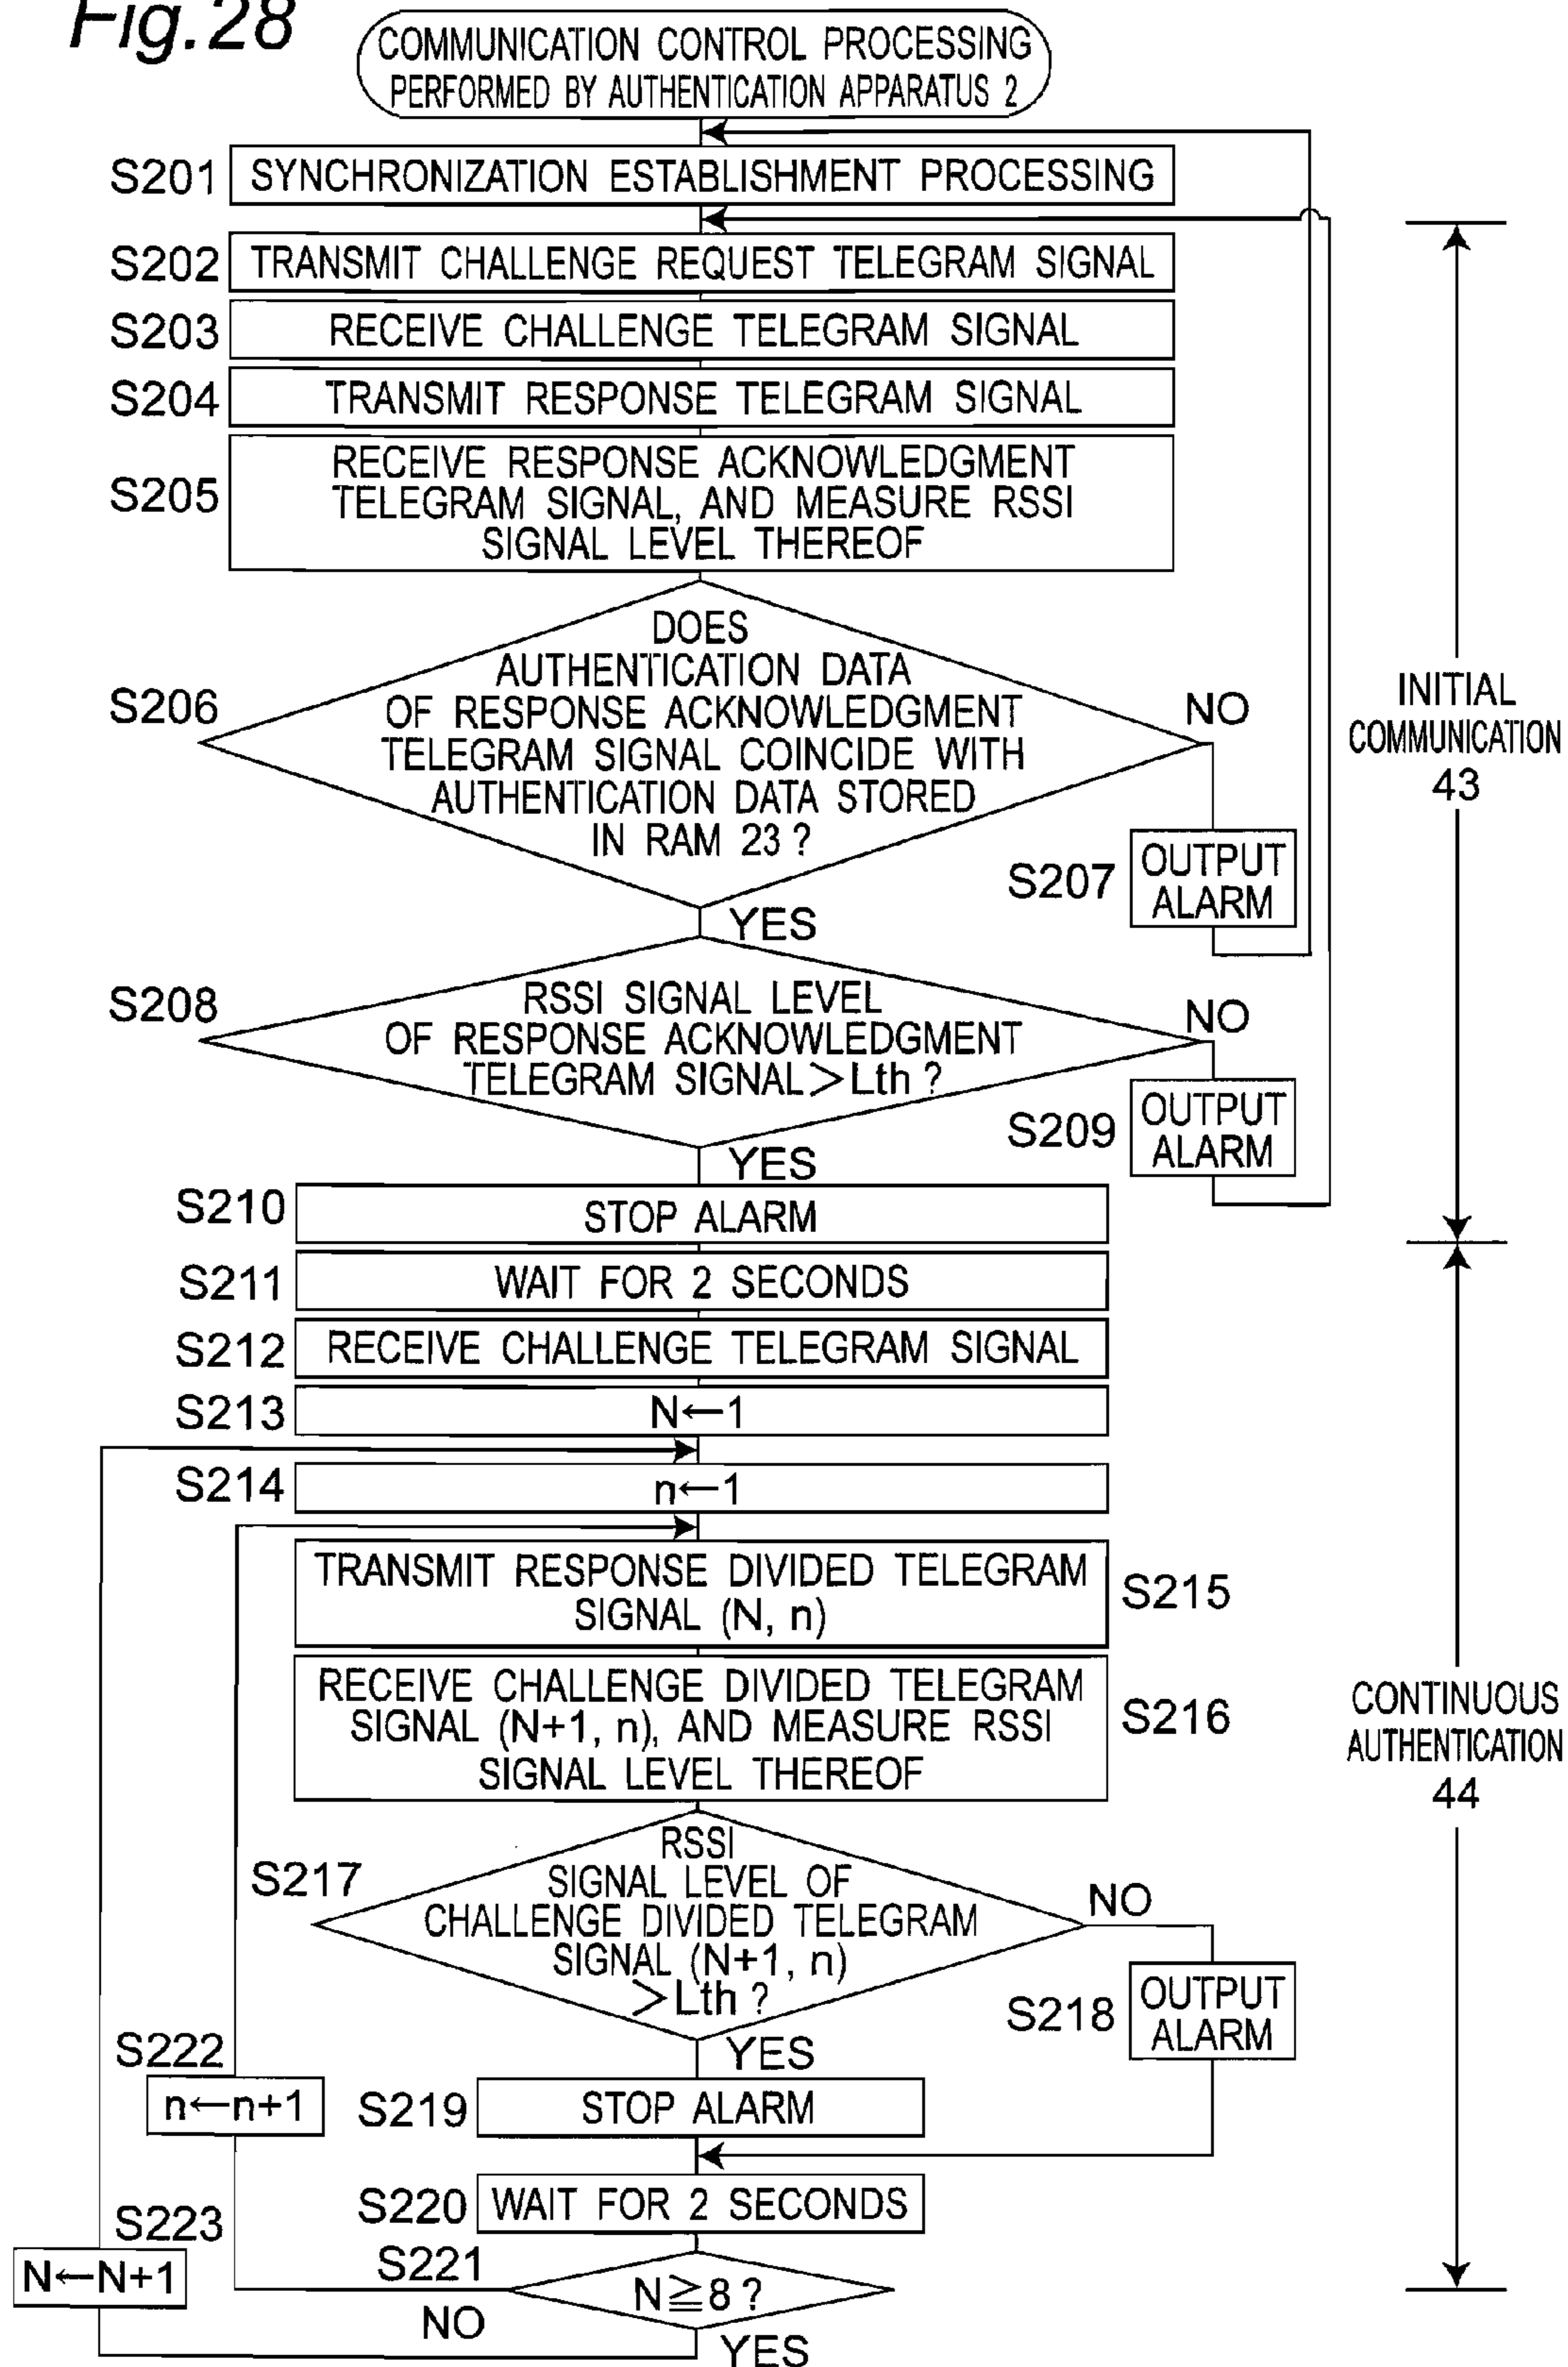 Fig.28
COMMUNICATION CONTROL PROCESSING
PERFORMED BY AUTHENTICATION APPARATUS 2
S201
SYNCHRONIZATION ESTABLISHMENT PROCESSING
S202
TRANSMIT CHALLENGE REQUEST TELEGRAM SIGNAL
S203
RECEIVE CHALLENGE TELEGRAM SIGNAL
S204
TRANSMIT RESPONSE TELEGRAM SIGNAL
S205
RECEIVE RESPONSE ACKNOWLEDGMENT
TELEGRAM SIGNAL, AND MEASURE RSSI
SIGNAL LEVEL THEREOF
S206
DOES
AUTHENTICATION DATA
OF RESPONSE ACKNOWLEDGMENT
TELEGRAM SIGNAL COINCIDE WITH
AUTHENTICATION DATA STORED
IN RAM 23 ?
NO
S207
OUTPUT
ALARM
YES
INITIAL
COMMUNICATION
43
S208
RSSI SIGNAL LEVEL
OF RESPONSE ACKNOWLEDGMENT
TELEGRAM SIGNAL>Lth ?
NO
S209
OUTPUT
ALARM
YES
S210
STOP ALARM
S211
WAIT FOR 2 SECONDS
S212
RECEIVE CHALLENGE TELEGRAM SIGNAL
S213
N←1
S214
n←1
TRANSMIT RESPONSE DIVIDED TELEGRAM
SIGNAL (N, n)
S215
RECEIVE CHALLENGE DIVIDED TELEGRAM
SIGNAL (N+1, n), AND MEASURE RSSI
SIGNAL LEVEL THEREOF
S216
CONTINUOUS
AUTHENTICATION
44
S217
RSSI
SIGNAL LEVEL OF
CHALLENGE DIVIDED TELEGRAM
SIGNAL (N+1, n)
>Lth ?
NO
S218
OUTPUT
ALARM
YES
S222
n←n+1
S219
STOP ALARM
S220
WAIT FOR 2 SECONDS
S223
N←N+1
S221
N≧8 ?
NO
YES